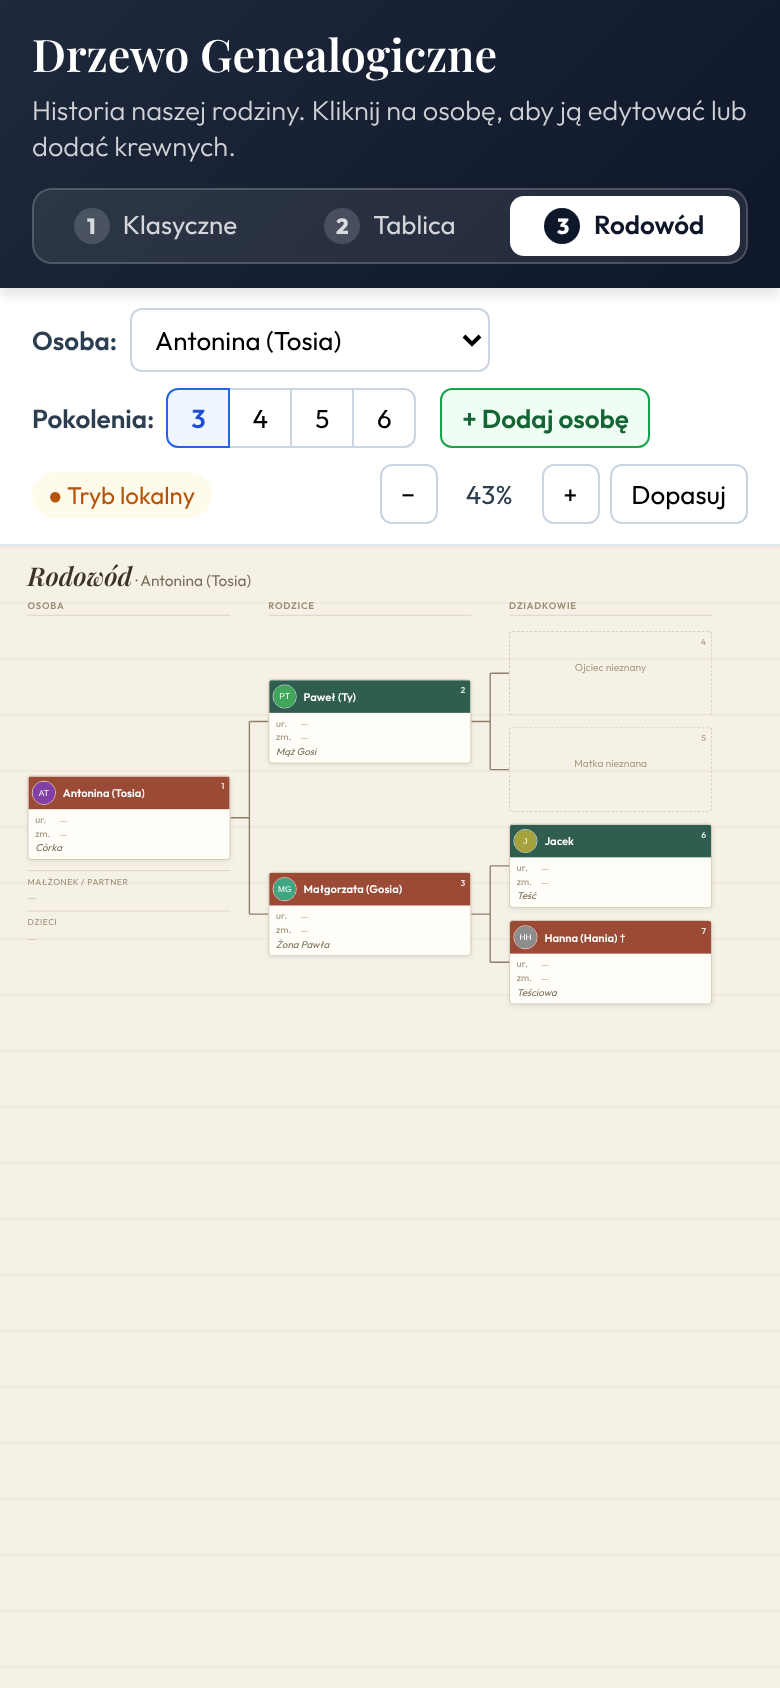 Drzewo Genealogiczne
Historia naszej rodziny. Kliknij na osobę, aby ją edytować lub
dodać krewnych.
1 Klasyczne 2 Tablica 3 Rodowód
Osoba: Antonina (Tosia)
Pokolenia: 3 4 5 6 + Dodaj osobę
● Tryb lokalny − 43% + Dopasuj
Rodowód · Antonina (Tosia)
OSOBA RODZICE DZIADKOWIE
4
Ojciec nieznany
PT Paweł (Ty) 2
ur. —
zm. —
Mąż Gosi
5
Matka nieznana
AT Antonina (Tosia) 1
ur. —
zm. —
Córka
MAŁŻONEK / PARTNER
—
DZIECI
—
J Jacek 6
ur. —
zm. —
Teść
MG Małgorzata (Gosia) 3
ur. —
zm. —
Żona Pawła
HH Hanna (Hania) † 7
ur. —
zm. —
Teściowa